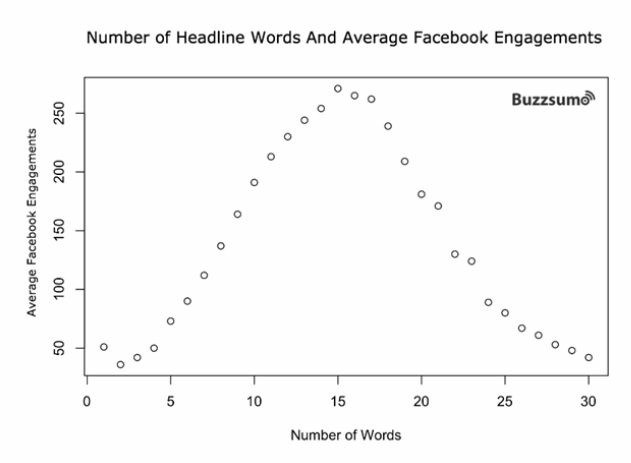 Number of Headline Words And Average Facebook Engagements
Buzzsumo
Average Facebook Engagements
250
200
150
100
50
0 5 10 15 20 25 30
Number of Words